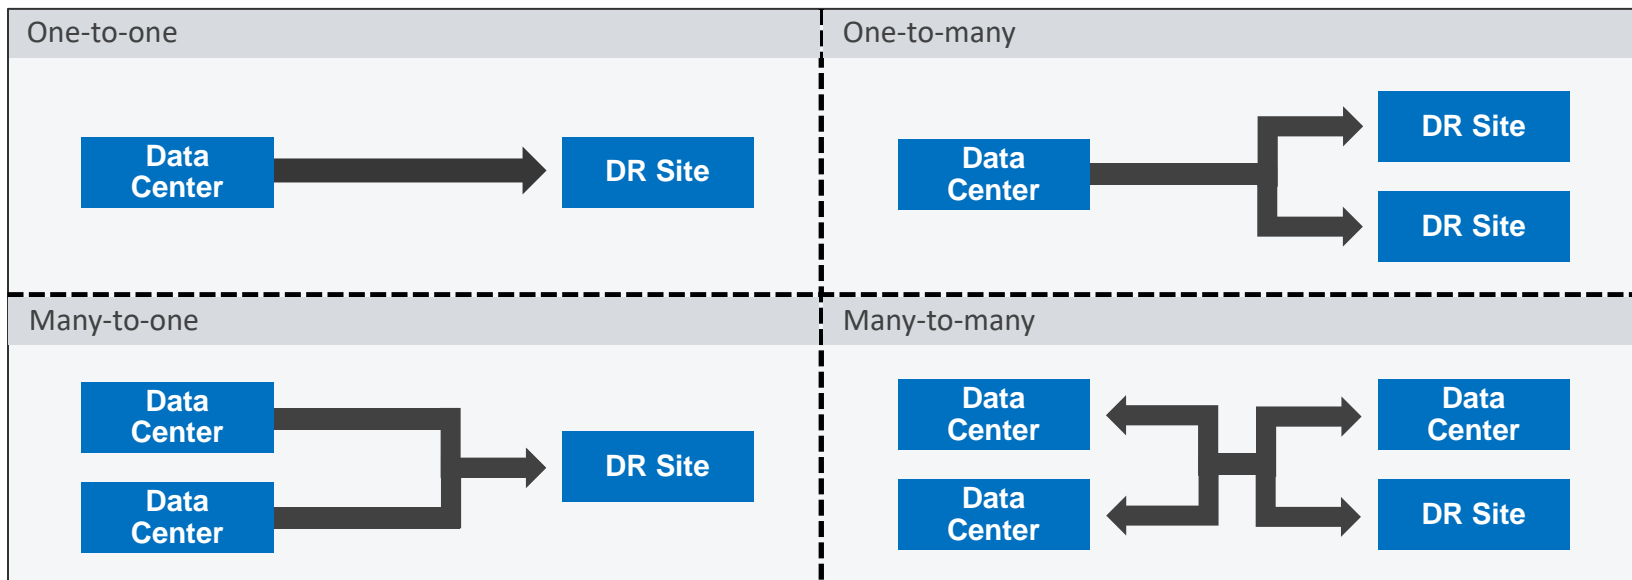 One-to-one
Data
Center
DR Site
One-to-many
Data
Center
DR Site
DR Site
Many-to-one
Data
Center
Data
Center
DR Site
Many-to-many
Data
Center
Data
Center
Data
Center
DR Site